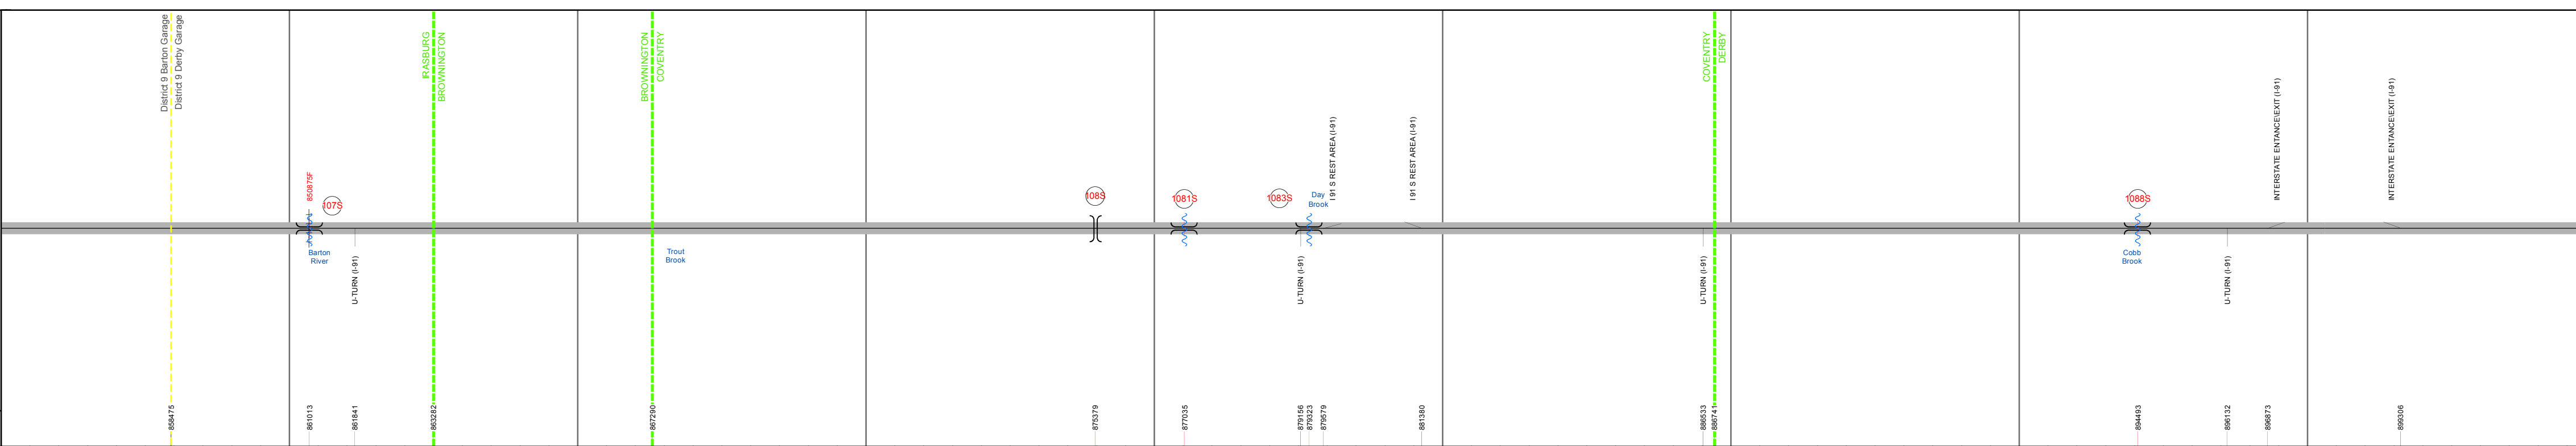 District 9 Barton Garage
District 9 Derby Garage
IRASBURG
BROWNINGTON
BROWNINGTON
COVENTRY
COVENTRY
DERBY
850875F
107S
108S
1081S
1083S
Day
Brook
I 91 S REST AREA (I-91)
I 91 S REST AREA (I-91)
1088S
INTERSTATE ENTANCE\EXIT (I-91)
INTERSTATE ENTANCE\EXIT (I-91)
Barton
River
U-TURN (I-91)
Trout
Brook
U-TURN (I-91)
U-TURN (I-91)
Cobb
Brook
U-TURN (I-91)
858475
861013
861841
863282
867290
875379
877035
879156
879323
879579
881380
886533
886741
894493
896132
896873
899306